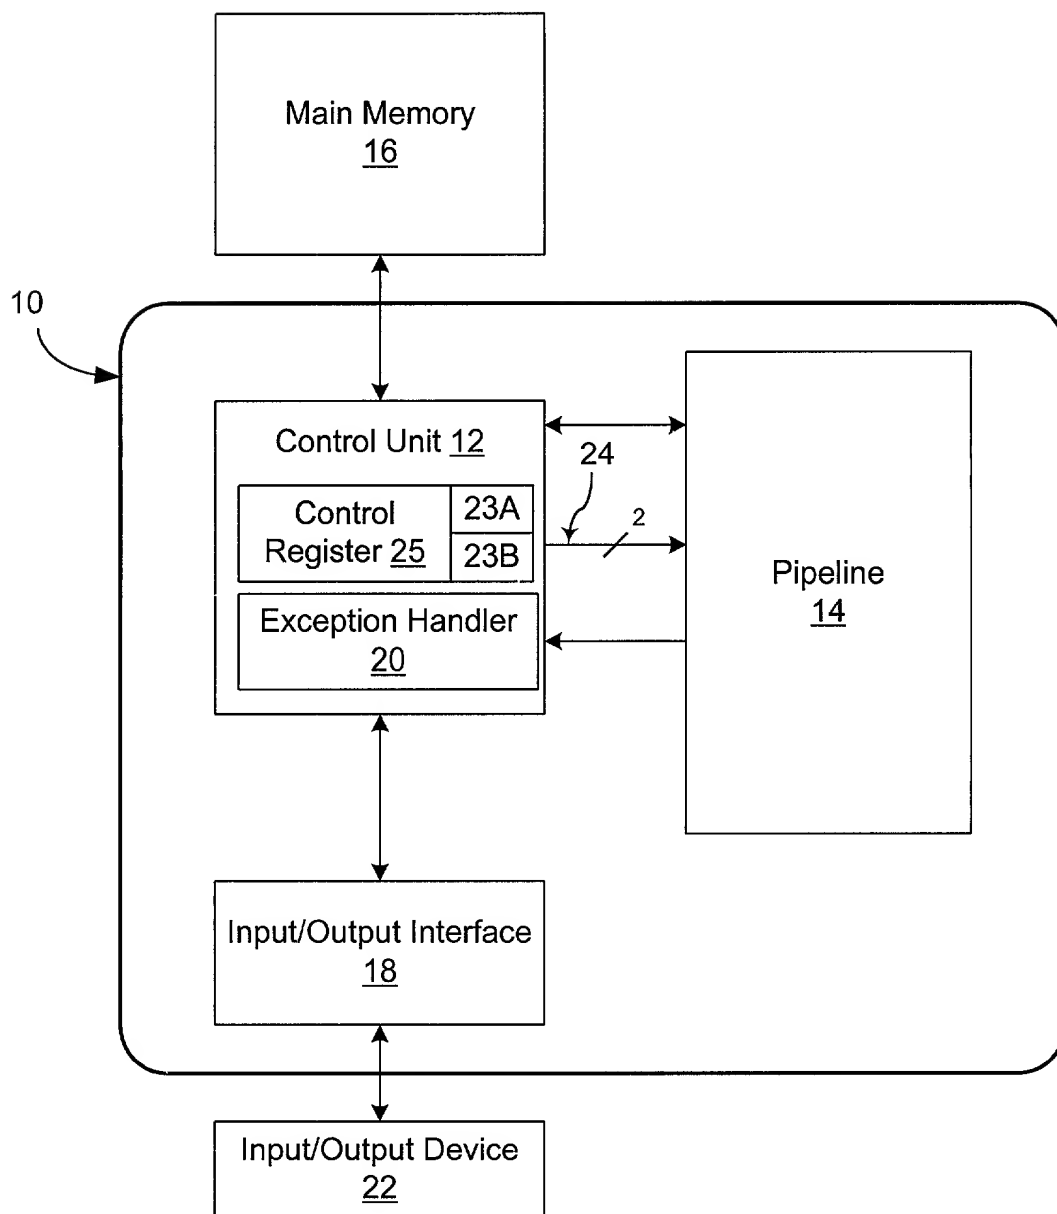 Main Memory
16
10
Control Unit 12
24
Control
Register 25
23A
23B
2
Exception Handler
20
Pipeline
14
Input/Output Interface
18
Input/Output Device
22